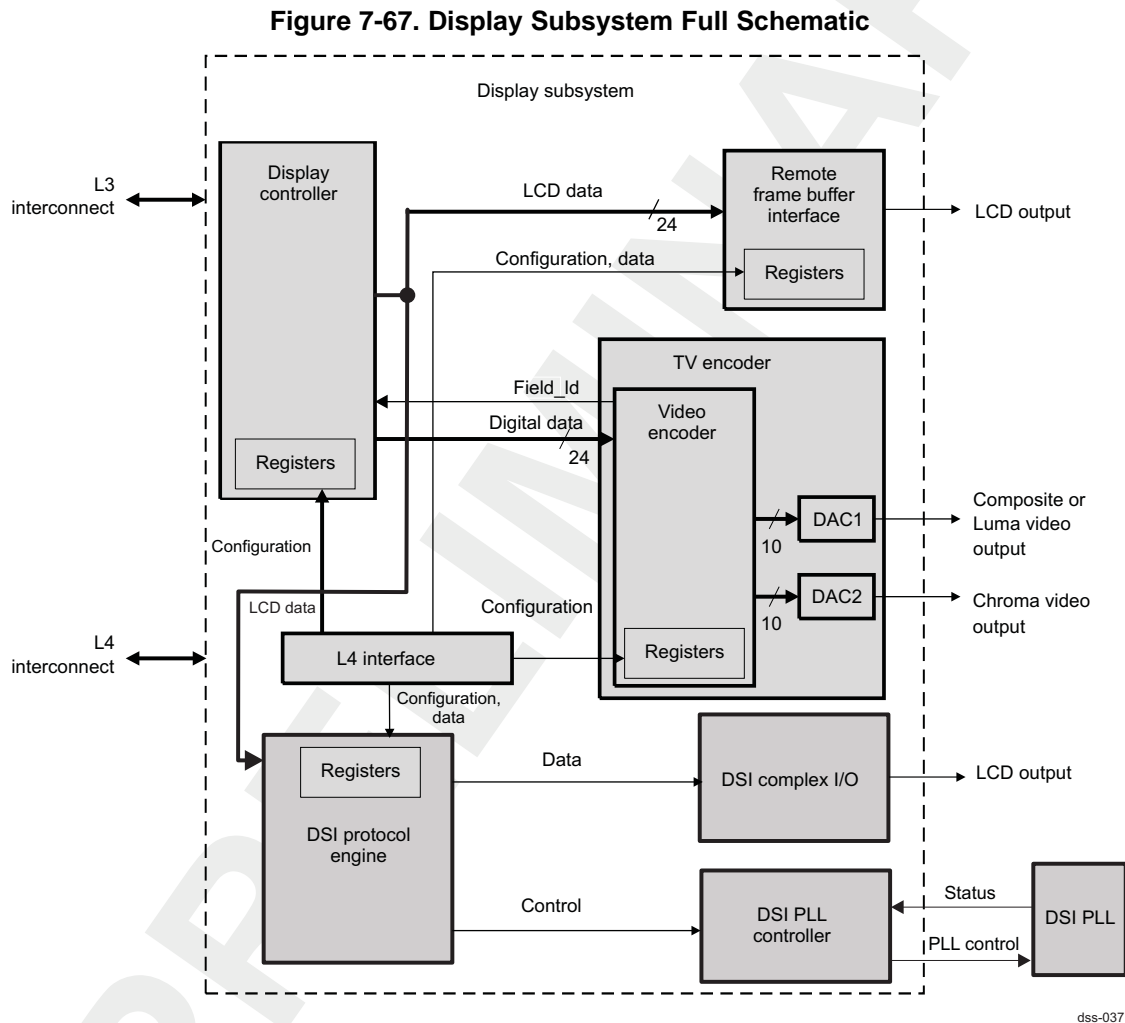 Figure 7-67. Display Subsystem Full Schematic
Display subsystem
Display
controller
L3
interconnect
LCD data
24
Remote
frame buffer
interface
LCD output
Configuration, data
Registers
TV encoder
Field_Id
Digital data
24
Video
encoder
Registers
Configuration
10
DAC1
Composite or
Luma video
output
10
DAC2
Chroma video
output
LCD data
Configuration
L4
interconnect
L4 interface
Registers
Configuration,
data
Registers
DSI protocol
engine
Data
DSI complex I/O
LCD output
Control
DSI PLL
controller
Status
PLL control
DSI PLL
dss-037
PRELIMINAR